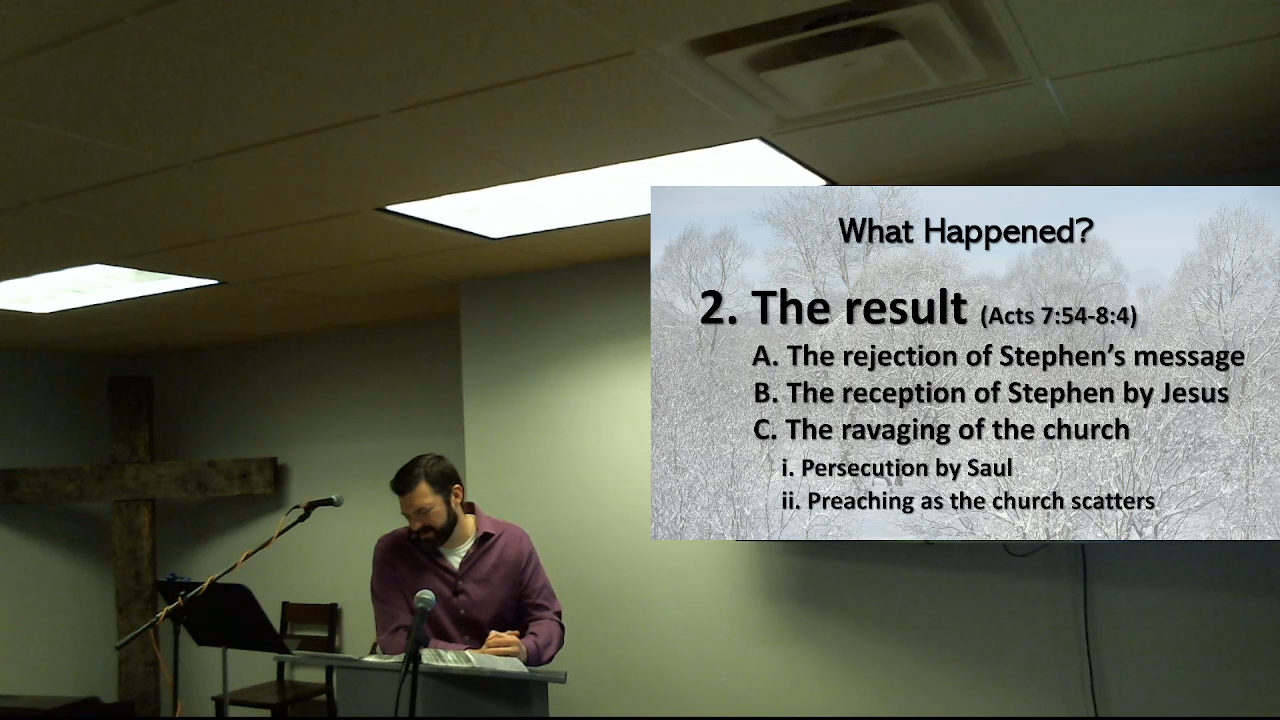 What Happened?
2. The result (Acts 7:54-8:4)
A. The rejection of Stephen’s message
B. The reception of Stephen by Jesus
C. The ravaging of the church
i. Persecution by Saul
ii. Preaching as the church scatters